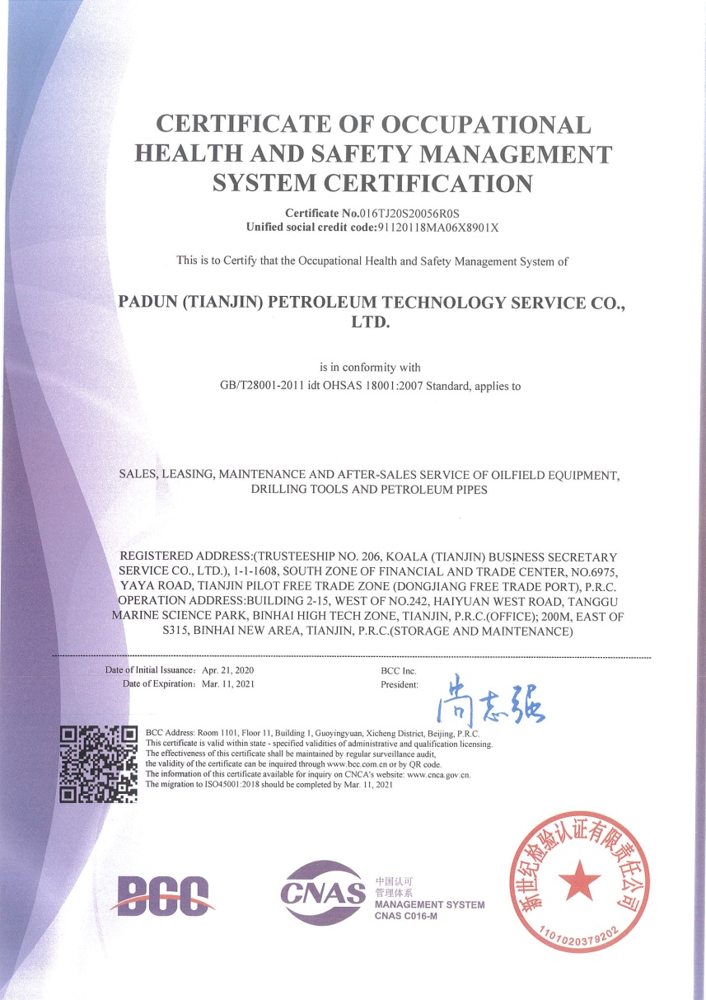 CERTIFICATE OF OCCUPATIONAL
HEALTH AND SAFETY MANAGEMENT
SYSTEM CERTIFICATION
Certificate No.016TJ20S20056R0S
Unified social credit code:91120118MA06X8901X
This is to Certify that the Occupational Health and Safety Management System of
PADUN (TIANJIN) PETROLEUM TECHNOLOGY SERVICE CO.,
LTD.
is in conformity with
GB/T28001-2011 idt OHSAS 18001:2007 Standard, applies to
SALES, LEASING, MAINTENANCE AND AFTER-SALES SERVICE OF OILFIELD EQUIPMENT,
DRILLING TOOLS AND PETROLEUM PIPES
REGISTERED ADDRESS:(TRUSTEESHIP NO. 206, KOALA (TIANJIN) BUSINESS SECRETARY
SERVICE CO., LTD.), 1-1-1608, SOUTH ZONE OF FINANCIAL AND TRADE CENTER, NO.6975,
YAYA ROAD, TIANJIN PILOT FREE TRADE ZONE (DONGJIANG FREE TRADE PORT), P.R.C.
OPERATION ADDRESS:BUILDING 2-15, WEST OF NO.242, HAIYUAN WEST ROAD, TANGGU
MARINE SCIENCE PARK, BINHAI HIGH TECH ZONE, TIANJIN, P.R.C.(OFFICE); 200M, EAST OF
S315, BINHAI NEW AREA, TIANJIN, P.R.C.(STORAGE AND MAINTENANCE)
Date of Initial Issuance: Apr. 21, 2020
Date of Expiration: Mar. 11, 2021
BCC Inc.
President:
尚志强
BCC Address: Room 1101, Floor 11, Building 1, Guoyingyuan, Xicheng District, Beijing, P.R.C.
This certificate is valid within state - specified validities of administrative and qualification licensing.
The effectiveness of this certificate shall be maintained by regular surveillance audit,
the validity of the certificate can be inquired through www.bcc.com.cn or by QR code.
The information of this certificate available for inquiry on CNCA's website: www.cnca.gov.cn.
The migration to ISO45001:2018 should be completed by Mar. 11, 2021
BCC
CNAS
中国认可
管理体系
MANAGEMENT SYSTEM
CNAS C016-M
新世纪检验认证有限责任公司
1101020379202